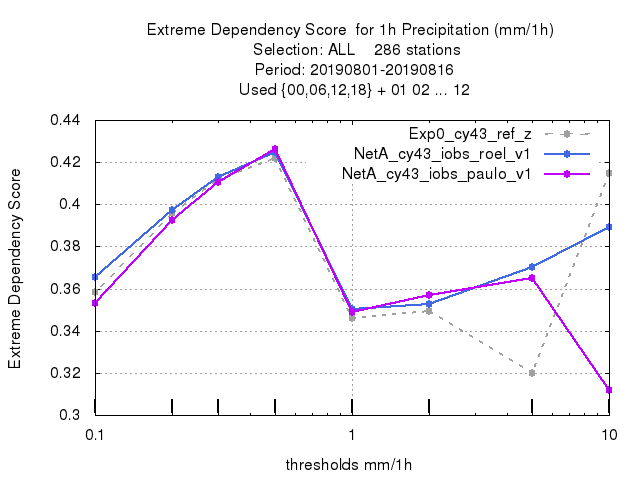 Extreme Dependency Score  for 1h Precipitation (mm/1h)
Selection: ALL    286 stations
Period: 20190801-20190816
Used {00,06,12,18} + 01 02 ... 12
Exp0_cy43_ref_z
NetA_cy43_iobs_roel_v1
NetA_cy43_iobs_paulo_v1
Extreme Dependency Score
0.44
0.42
0.4
0.38
0.36
0.34
0.32
0.3
0.1
1
10
thresholds mm/1h